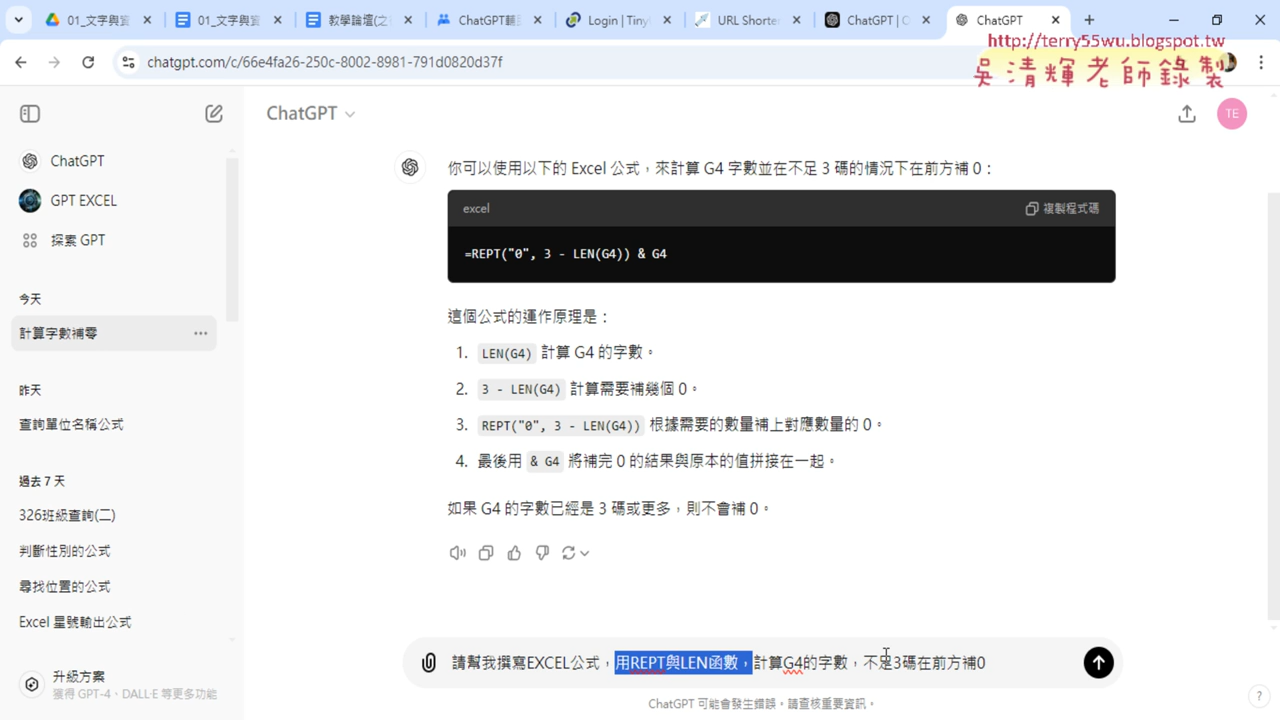 01_文字與資
01_文字與資
教學論壇(之
ChatGPT輔
Login | Tiny
URL Shorte
ChatGPT | O
ChatGPT
http://terry55wu.blogspot.tw
chatgpt.com/c/66e4fa26-250c-8002-8981-791d0820d37f
吳清輝老師錄製
ChatGPT
TE
ChatGPT
GPT EXCEL
探索 GPT
今天
計算字數補零
昨天
查詢單位名稱公式
過去 7 天
326班級查詢(二)
判斷性別的公式
尋找位置的公式
Excel 星號輸出公式
升級方案
獲得 GPT-4、DALL·E 等更多功能
你可以使用以下的 Excel 公式，來計算 G4 字數並在不足 3 碼的情況下在前方補 0：
excel
複製程式碼
=REPT("0", 3 - LEN(G4)) & G4
這個公式的運作原理是：
1. LEN(G4) 計算 G4 的字數。
2. 3 - LEN(G4) 計算需要補幾個 0。
3. REPT("0", 3 - LEN(G4)) 根據需要的數量補上對應數量的 0。
4. 最後用 & G4 將補完 0 的結果與原本的值拼接在一起。
如果 G4 的字數已經是 3 碼或更多，則不會補 0。
請幫我撰寫EXCEL公式，用REPT與LEN函數，計算G4的字數，不足3碼在前方補0
ChatGPT 可能會發生錯誤。請查核重要資訊。
?